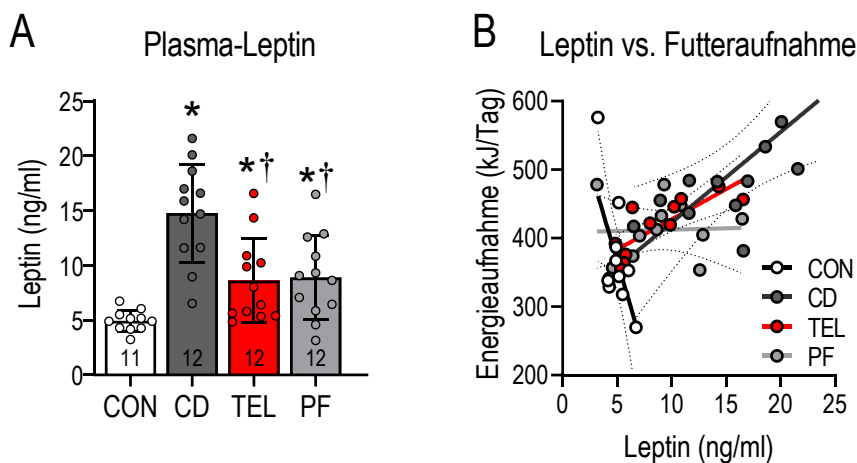 A
Plasma-Leptin
Leptin (ng/ml)
25
20
15
10
5
0
*
*†
*†
11
12
12
12
CON
CD
TEL
PF
B
Leptin vs. Futteraufnahme
Energieaufnahme (kJ/Tag)
600
500
400
300
200
CON
CD
TEL
PF
0
5
10
15
20
25
Leptin (ng/ml)